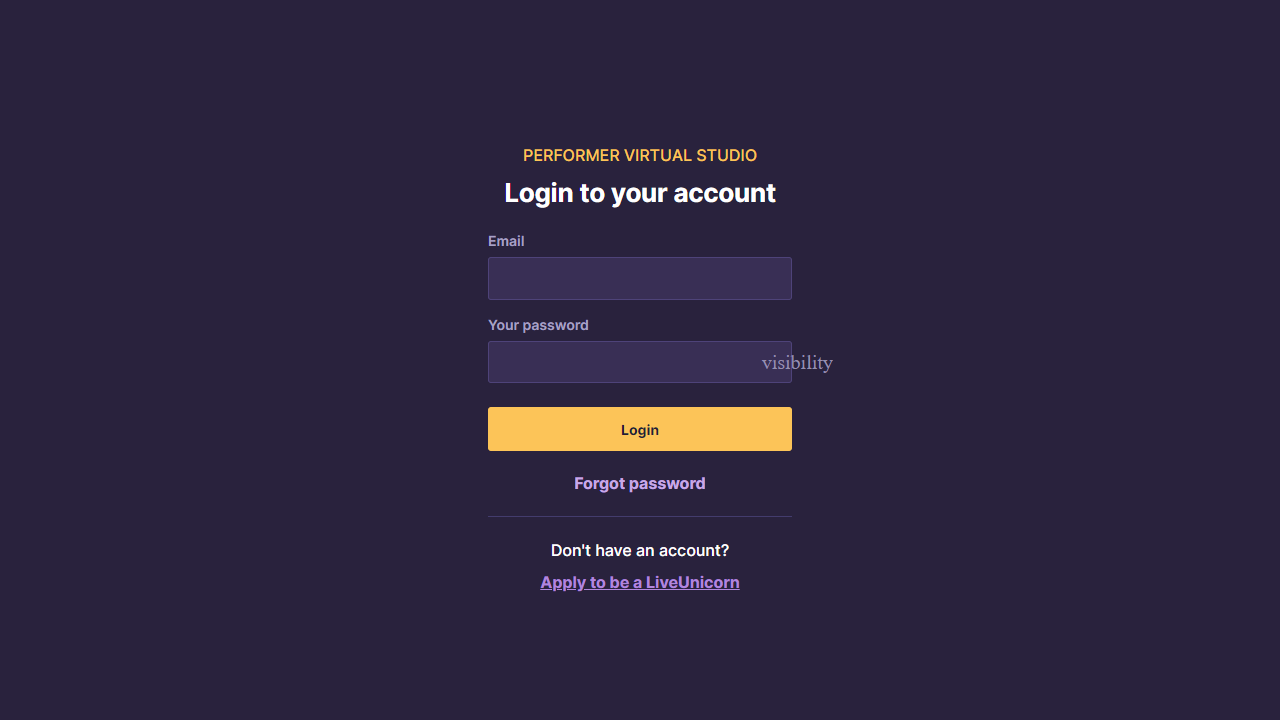 PERFORMER VIRTUAL STUDIO
Login to your account
Email
Your password
visibility
Login
Forgot password
Don't have an account?
Apply to be a LiveUnicorn